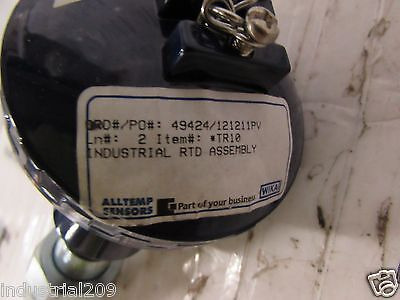 ORD#/PO#: 49424/121211PV
Ln#: 2 Item#: *TR10
INDUSTRIAL RTD ASSEMBLY
ALLTEMP
SENSORS
Part of your business
WIKA
© industrial209